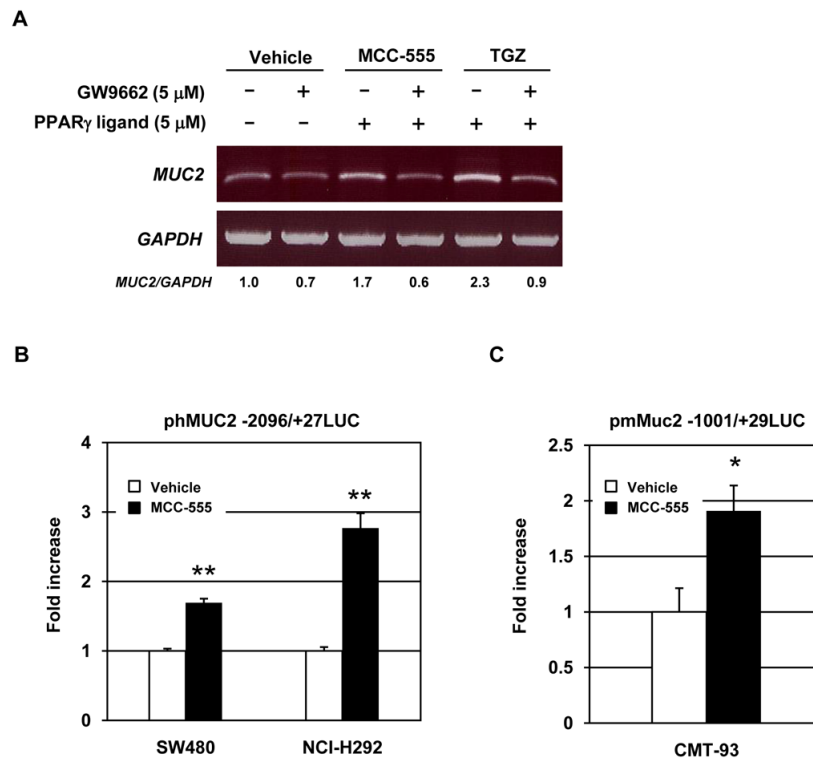 A
Vehicle MCC-555 TGZ
GW9662 (5 μM) − + − + − +
PPARγ ligand (5 μM) − − + + + +
MUC2
GAPDH
MUC2/GAPDH 1.0 0.7 1.7 0.6 2.3 0.9
B
phMUC2 -2096/+27LUC
Fold increase
4
3
2
1
0
Vehicle
MCC-555
**
**
SW480 NCI-H292
C
pmMuc2 -1001/+29LUC
Fold increase
2.5
2
1.5
1
0.5
0
Vehicle
MCC-555
*
CMT-93